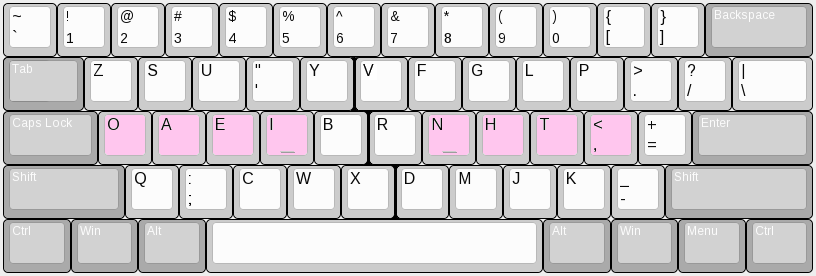 ~ ! @ # $ % ^ & * ( ) { } Backspace
` 1 2 3 4 5 6 7 8 9 0 [ ]
Tab Z S U " Y V F G L P > ? |
' . / \
Caps Lock O A E I B R N H T < + Enter
_ _ , =
Shift Q : C W X D M J K _ Shift
; -
Ctrl Win Alt Alt Win Menu Ctrl